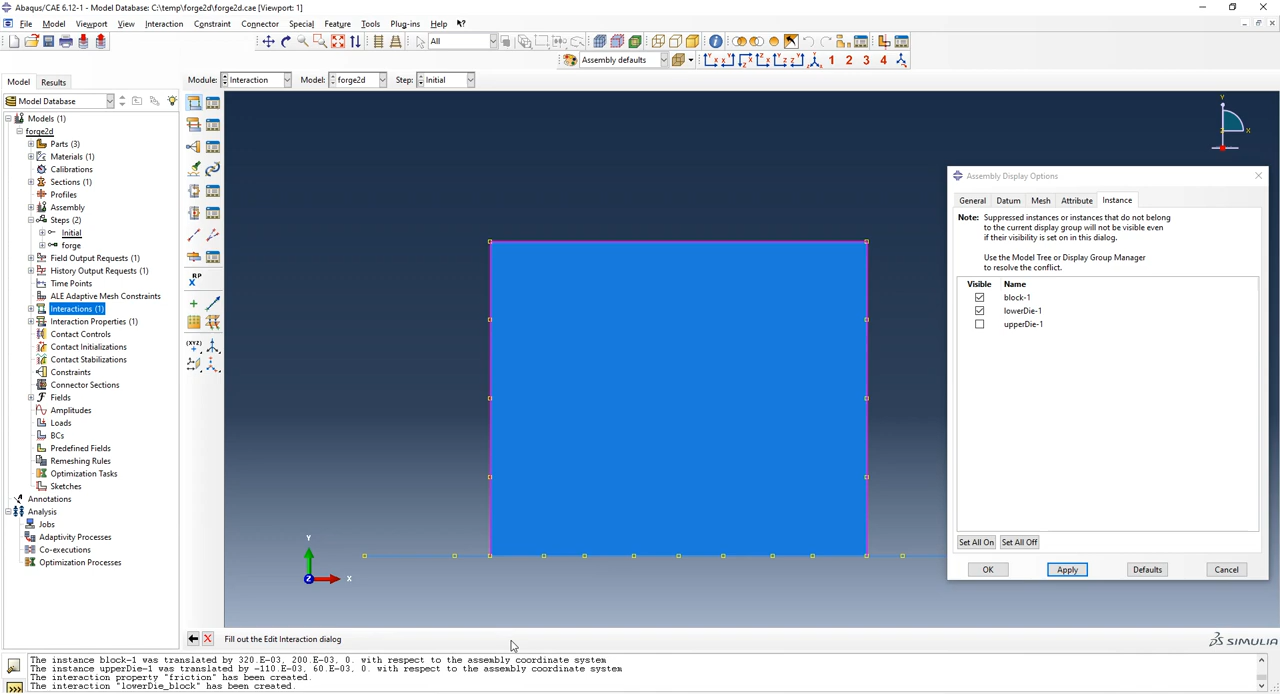 Abaqus/CAE 6.12-1 - Model Database: C:\temp\forge2d\forge2d.cae [Viewport: 1]
File Model Viewport View Interaction Constraint Connector Special Feature Tools Plug-ins Help
All
Assembly defaults
1 2 3 4
Model Results
Module: Interaction Model: forge2d Step: Initial
Model Database
Models (1)
forge2d
Parts (3)
Materials (1)
Calibrations
Sections (1)
Profiles
Assembly
Steps (2)
Initial
forge
Field Output Requests (1)
History Output Requests (1)
Time Points
ALE Adaptive Mesh Constraints
Interactions (1)
Interaction Properties (1)
Contact Controls
Contact Initializations
Contact Stabilizations
Constraints
Connector Sections
Fields
Amplitudes
Loads
BCs
Predefined Fields
Remeshing Rules
Optimization Tasks
Sketches
Annotations
Analysis
Jobs
Adaptivity Processes
Co-executions
Optimization Processes
RP
(XYZ)
Y
X
Z
Y
X
Z
Assembly Display Options
General Datum Mesh Attribute Instance
Note: Suppressed instances or instances that do not belong
to the current display group will not be visible even
if their visibility is set on in this dialog.
Use the Model Tree or Display Group Manager
to resolve the conflict.
Visible Name
block-1
lowerDie-1
upperDie-1
Set All On Set All Off
OK Apply Defaults Cancel
Fill out the Edit Interaction dialog
SIMULIA
The instance block-1 was translated by 320.E-03, 200.E-03, 0. with respect to the assembly coordinate system
The instance upperDie-1 was translated by -110.E-03, 60.E-03, 0. with respect to the assembly coordinate system
The interaction property "friction" has been created.
The interaction "lowerDie_block" has been created.